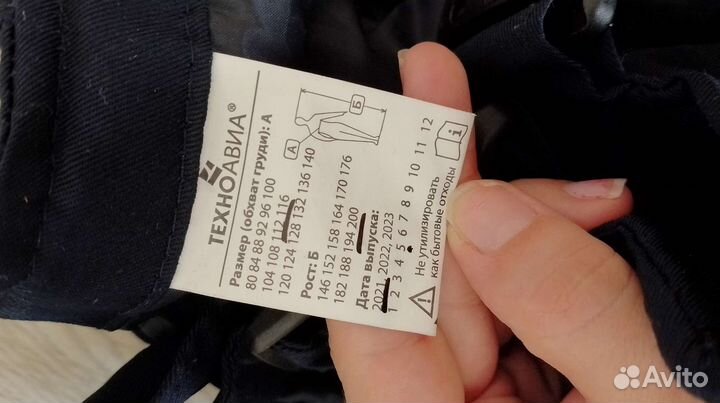 ТЕХНОАВИА®
Размер (обхват груди): А
80 84 88 92 96 100
104 108 112 116
120 124 128 132 136 140
Рост: Б
146 152 158 164 170 176
182 188 194 200
Дата выпуска:
2021, 2022, 2023
1 2 3 4 5 6 7 8 9 10 11 12
Не утилизировать
как бытовые отходы
А
Б
i
Avito